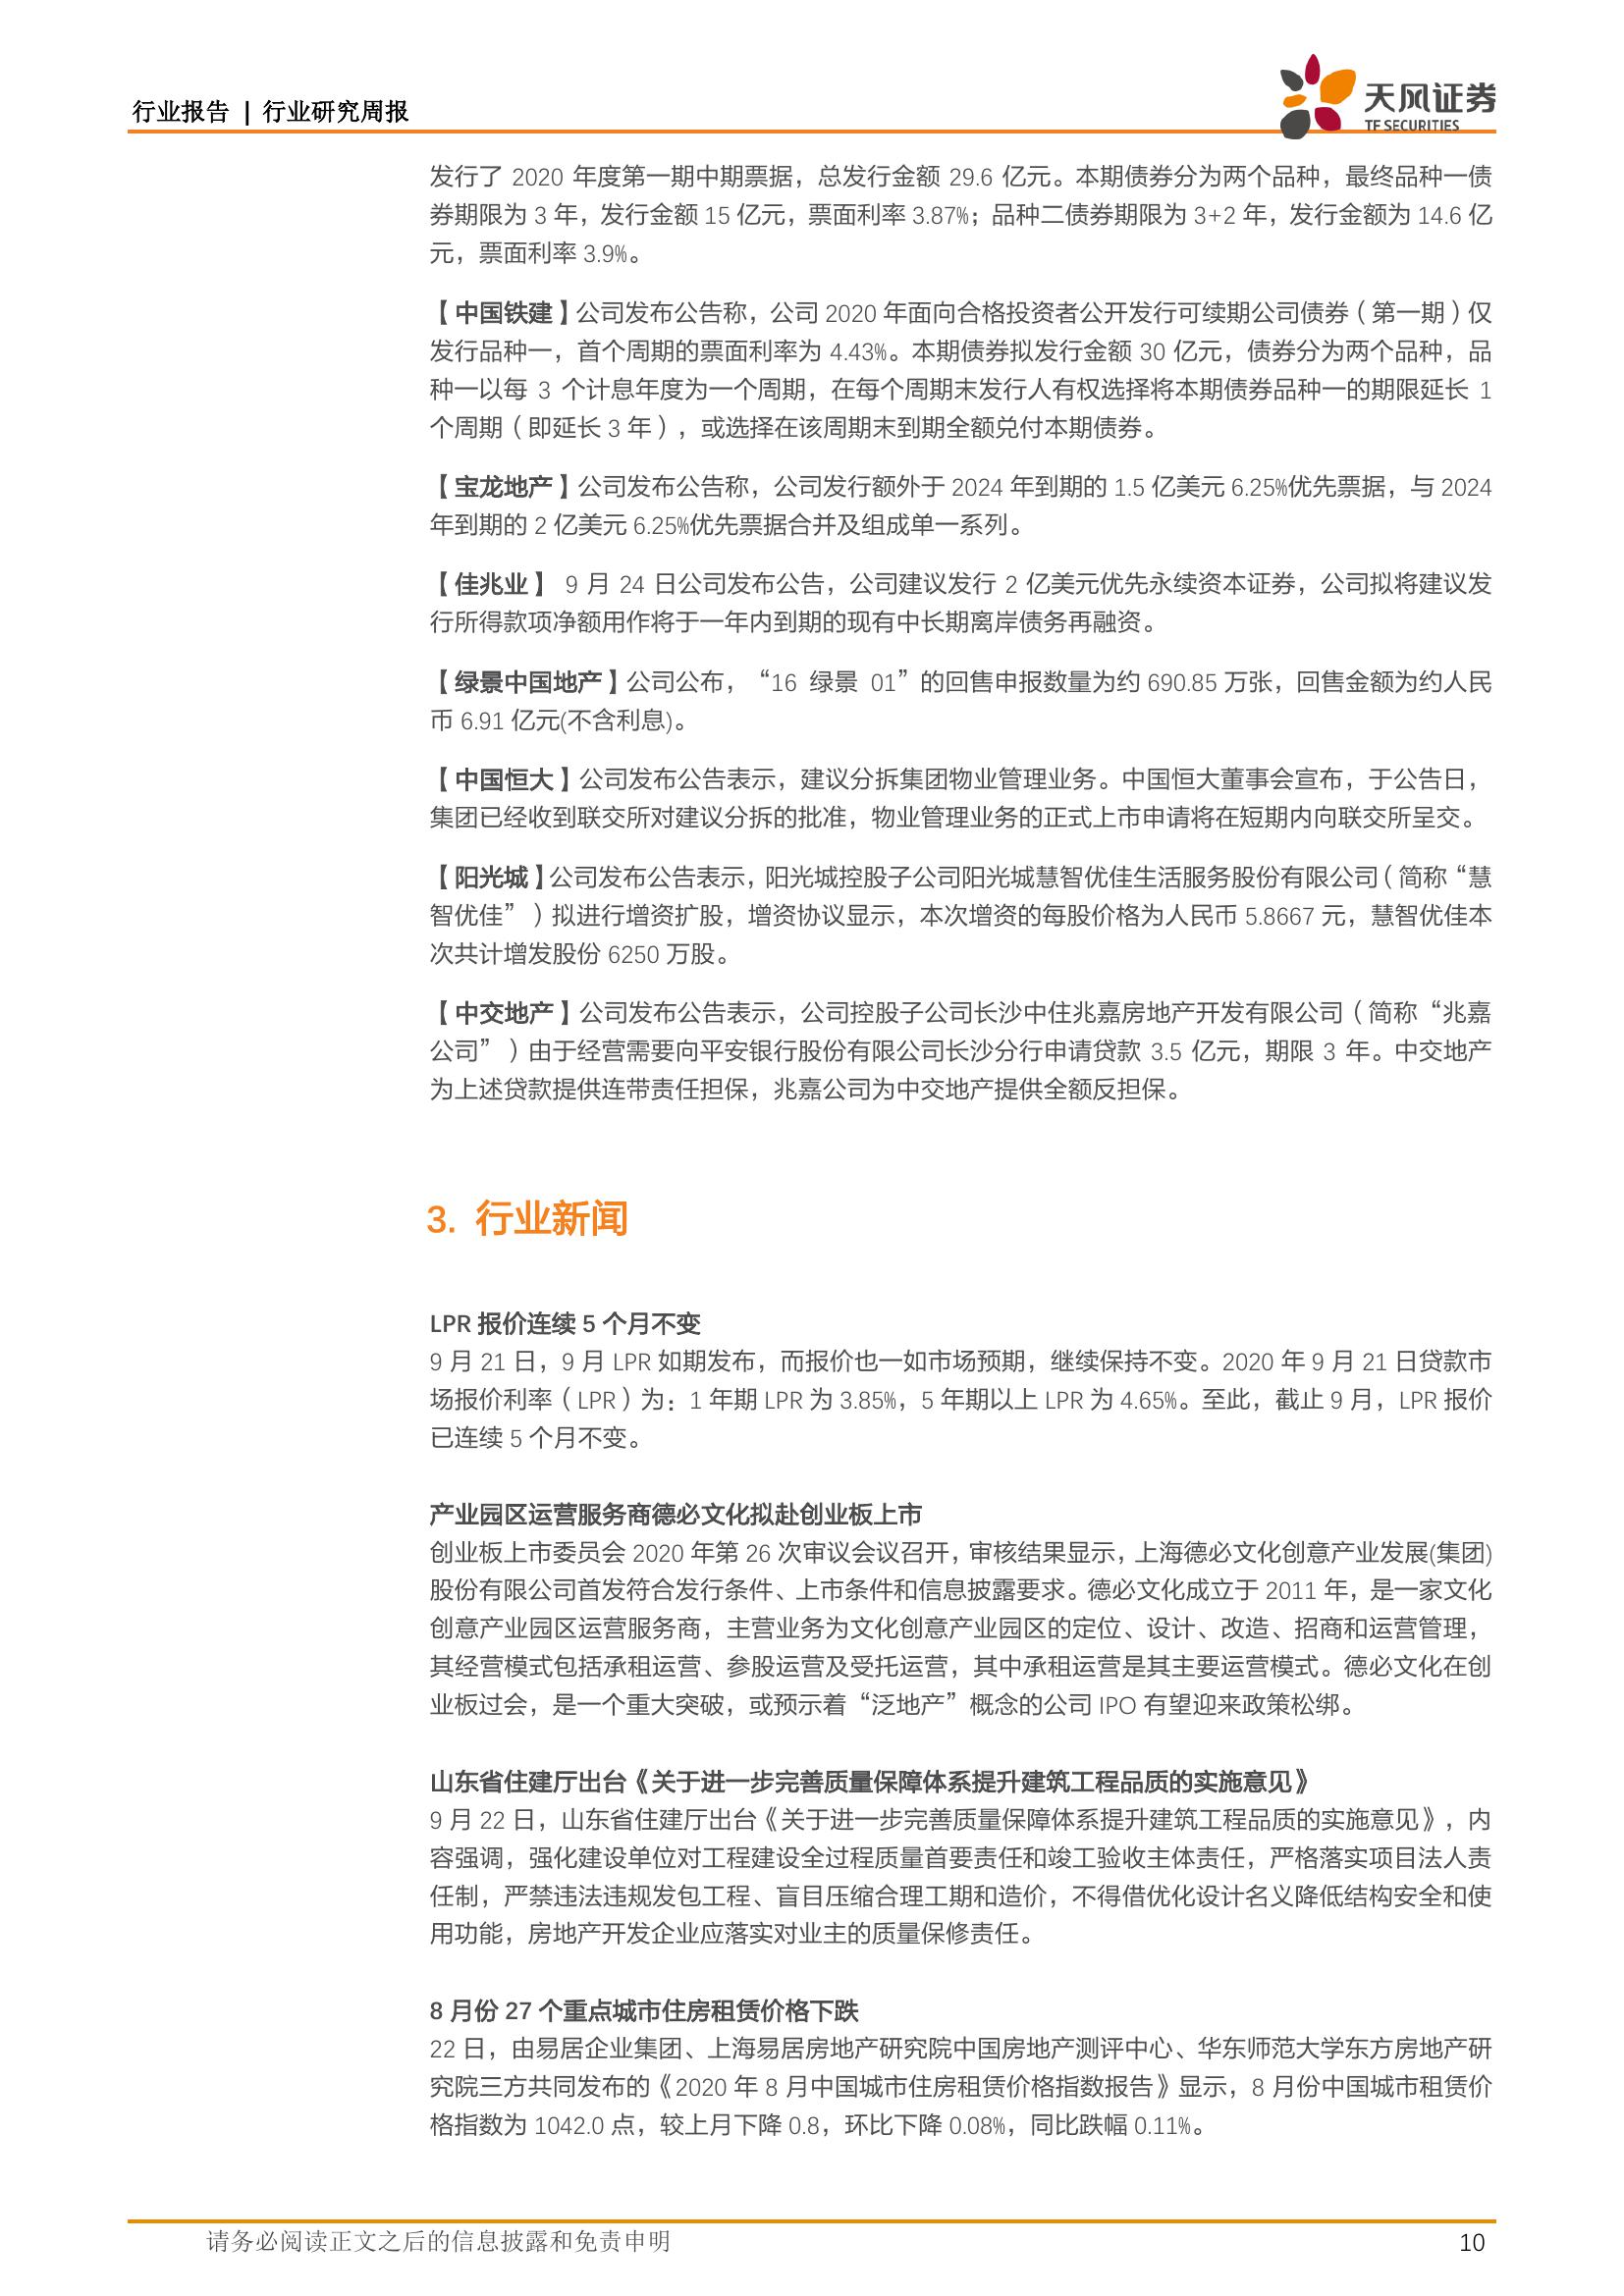 行业报告 | 行业研究周报
天风证券
TF SECURITIES
发行了 2020 年度第一期中期票据，总发行金额 29.6 亿元。本期债券分为两个品种，最终品种一债
券期限为 3 年，发行金额 15 亿元，票面利率 3.87%；品种二债券期限为 3+2 年，发行金额为 14.6 亿
元，票面利率 3.9%。
【中国铁建】公司发布公告称，公司 2020 年面向合格投资者公开发行可续期公司债券（第一期）仅
发行品种一，首个周期的票面利率为 4.43%。本期债券拟发行金额 30 亿元，债券分为两个品种，品
种一以每 3 个计息年度为一个周期，在每个周期末发行人有权选择将本期债券品种一的期限延长 1
个周期（即延长 3 年），或选择在该周期末到期全额兑付本期债券。
【宝龙地产】公司发布公告称，公司发行额外于 2024 年到期的 1.5 亿美元 6.25%优先票据，与 2024
年到期的 2 亿美元 6.25%优先票据合并及组成单一系列。
【佳兆业】 9 月 24 日公司发布公告，公司建议发行 2 亿美元优先永续资本证券，公司拟将建议发
行所得款项净额用作将于一年内到期的现有中长期离岸债务再融资。
【绿景中国地产】公司公布，“16 绿景 01”的回售申报数量为约 690.85 万张，回售金额为约人民
币 6.91 亿元(不含利息)。
【中国恒大】公司发布公告表示，建议分拆集团物业管理业务。中国恒大董事会宣布，于公告日，
集团已经收到联交所对建议分拆的批准，物业管理业务的正式上市申请将在短期内向联交所呈交。
【阳光城】公司发布公告表示，阳光城控股子公司阳光城慧智优佳生活服务股份有限公司（简称“慧
智优佳”）拟进行增资扩股，增资协议显示，本次增资的每股价格为人民币 5.8667 元，慧智优佳本
次共计增发股份 6250 万股。
【中交地产】公司发布公告表示，公司控股子公司长沙中住兆嘉房地产开发有限公司（简称“兆嘉
公司”）由于经营需要向平安银行股份有限公司长沙分行申请贷款 3.5 亿元，期限 3 年。中交地产
为上述贷款提供连带责任担保，兆嘉公司为中交地产提供全额反担保。
3. 行业新闻
LPR 报价连续 5 个月不变
9 月 21 日，9 月 LPR 如期发布，而报价也一如市场预期，继续保持不变。2020 年 9 月 21 日贷款市
场报价利率（LPR）为：1 年期 LPR 为 3.85%，5 年期以上 LPR 为 4.65%。至此，截止 9 月，LPR 报价
已连续 5 个月不变。
产业园区运营服务商德必文化拟赴创业板上市
创业板上市委员会 2020 年第 26 次审议会议召开，审核结果显示，上海德必文化创意产业发展(集团)
股份有限公司首发符合发行条件、上市条件和信息披露要求。德必文化成立于 2011 年，是一家文化
创意产业园区运营服务商，主营业务为文化创意产业园区的定位、设计、改造、招商和运营管理，
其经营模式包括承租运营、参股运营及受托运营，其中承租运营是其主要运营模式。德必文化在创
业板过会，是一个重大突破，或预示着“泛地产”概念的公司 IPO 有望迎来政策松绑。
山东省住建厅出台《关于进一步完善质量保障体系提升建筑工程品质的实施意见》
9 月 22 日，山东省住建厅出台《关于进一步完善质量保障体系提升建筑工程品质的实施意见》，内
容强调，强化建设单位对工程建设全过程质量首要责任和竣工验收主体责任，严格落实项目法人责
任制，严禁违法违规发包工程、盲目压缩合理工期和造价，不得借优化设计名义降低结构安全和使
用功能，房地产开发企业应落实对业主的质量保修责任。
8 月份 27 个重点城市住房租赁价格下跌
22 日，由易居企业集团、上海易居房地产研究院中国房地产测评中心、华东师范大学东方房地产研
究院三方共同发布的《2020 年 8 月中国城市住房租赁价格指数报告》显示，8 月份中国城市租赁价
格指数为 1042.0 点，较上月下降 0.8，环比下降 0.08%，同比跌幅 0.11%。
请务必阅读正文之后的信息披露和免责申明
10